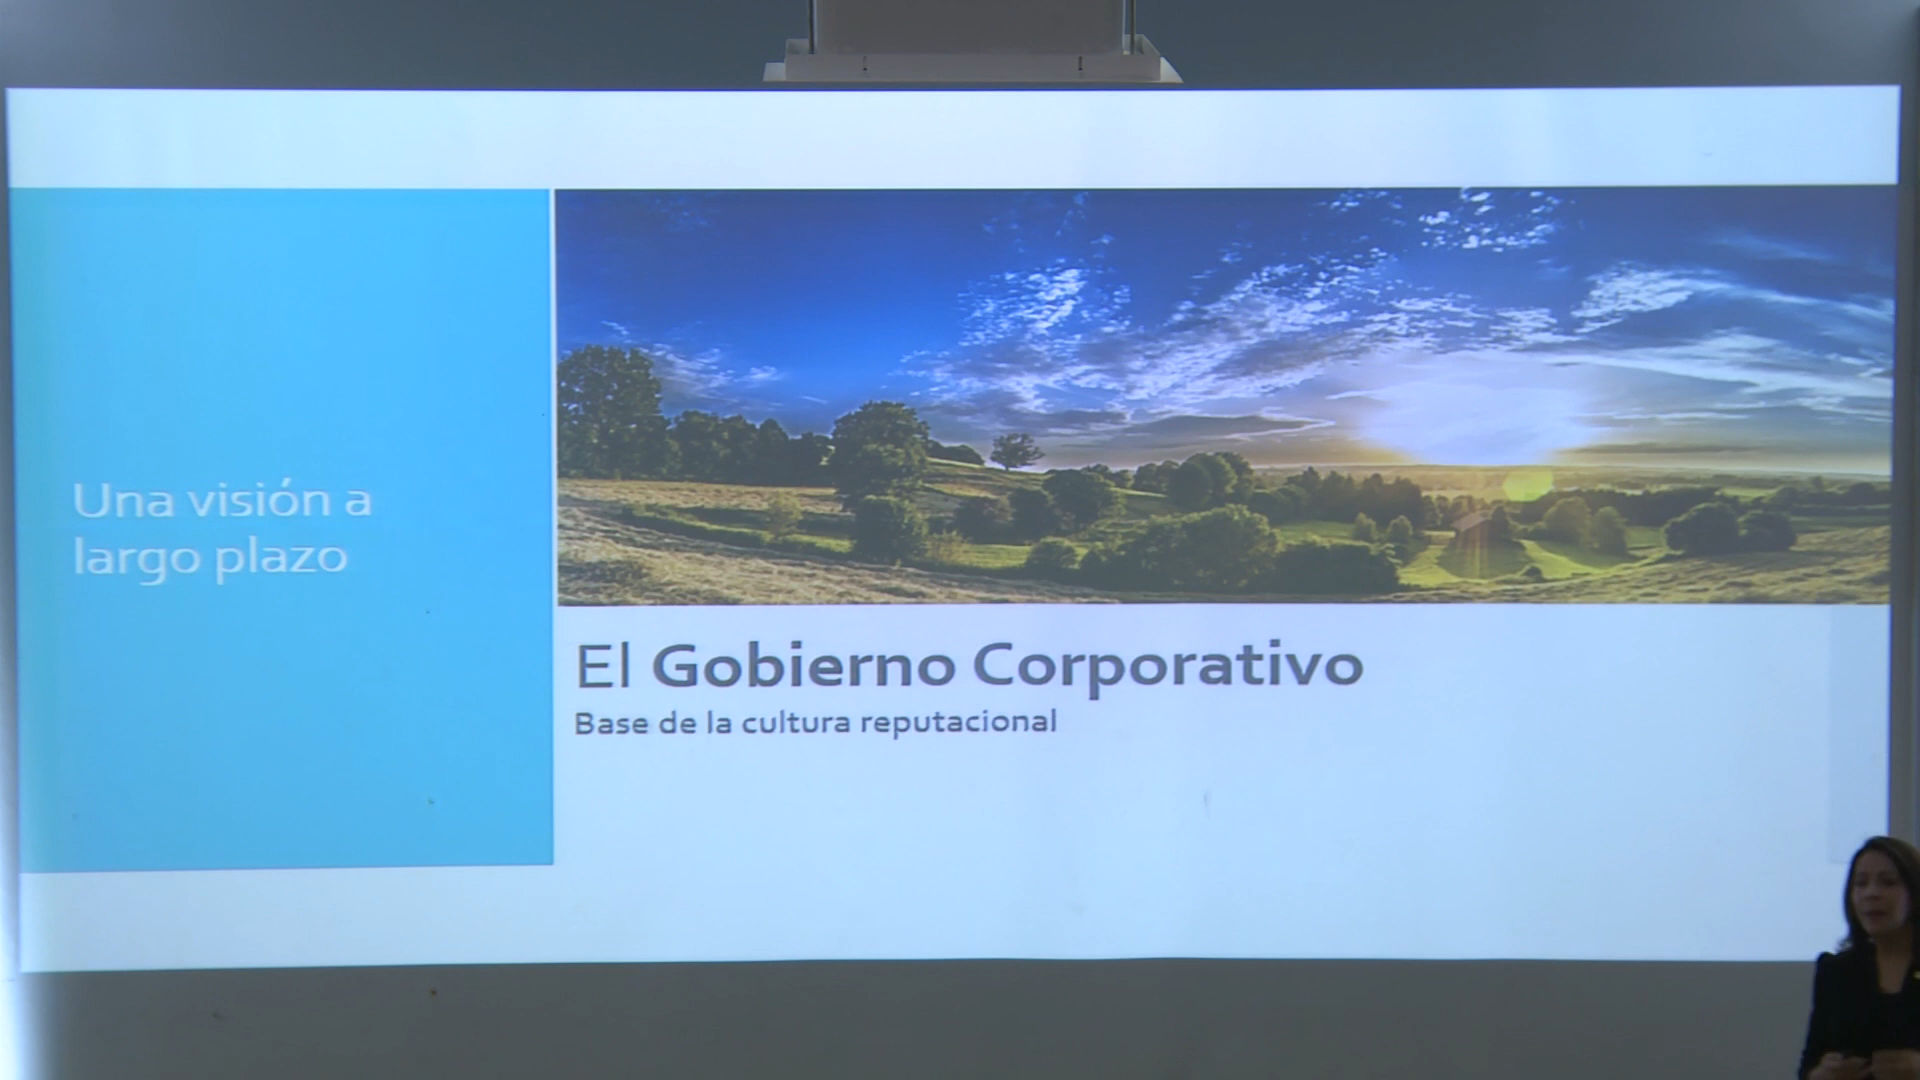 Una visión a
largo plazo
El Gobierno Corporativo
Base de la cultura reputacional